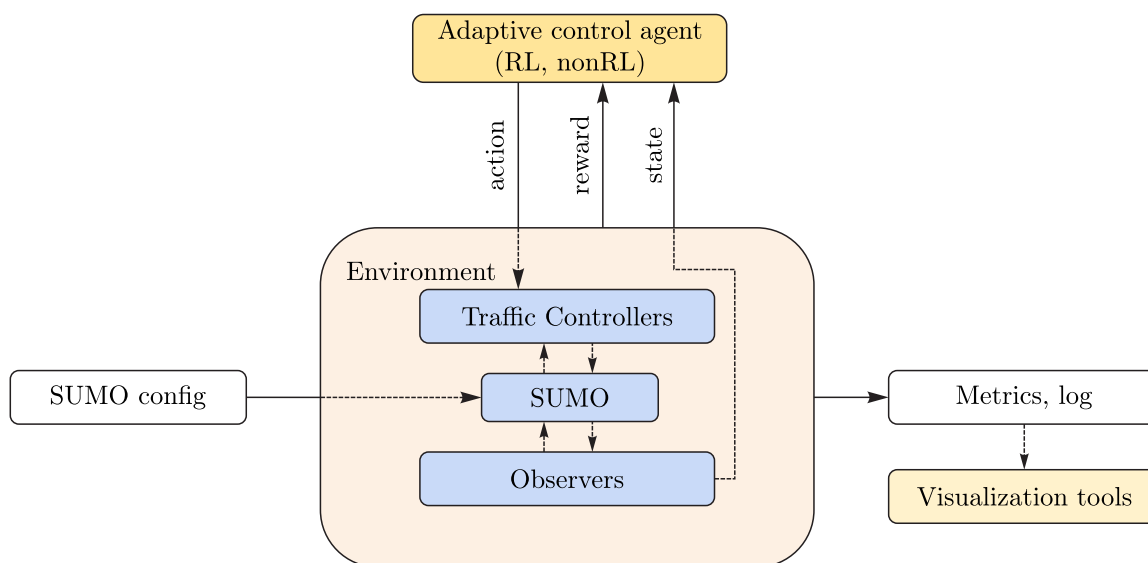 Adaptive control agent
(RL, nonRL)
action
reward
state
Environment
Traffic Controllers
SUMO config
SUMO
Metrics, log
Observers
Visualization tools